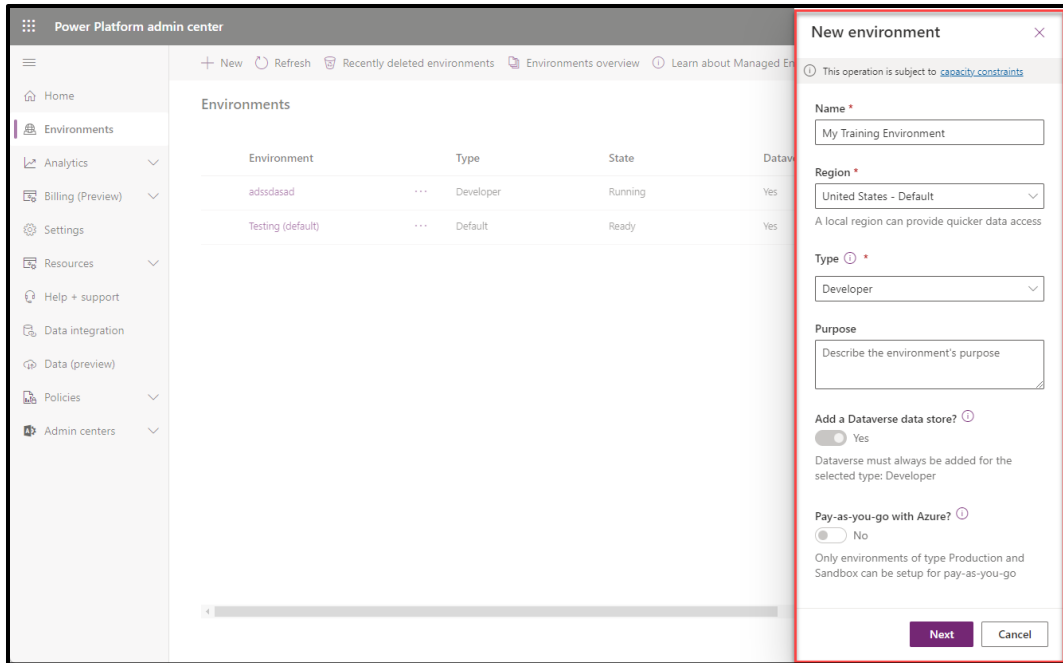 Power Platform admin center
New
Refresh
Recently deleted environments
Environments overview
Learn about Managed En
Home
Environments
Analytics
Billing (Preview)
Settings
Resources
Help + support
Data integration
Data (preview)
Policies
Admin centers
Environments
Environment Type State Datav
adssdasad ... Developer Running Yes
Testing (default) ... Default Ready Yes
New environment
This operation is subject to capacity constraints
Name *
My Training Environment
Region *
United States - Default
A local region can provide quicker data access
Type *
Developer
Purpose
Describe the environment's purpose
Add a Dataverse data store?
Yes
Dataverse must always be added for the
selected type: Developer
Pay-as-you-go with Azure?
No
Only environments of type Production and
Sandbox can be setup for pay-as-you-go
Next Cancel